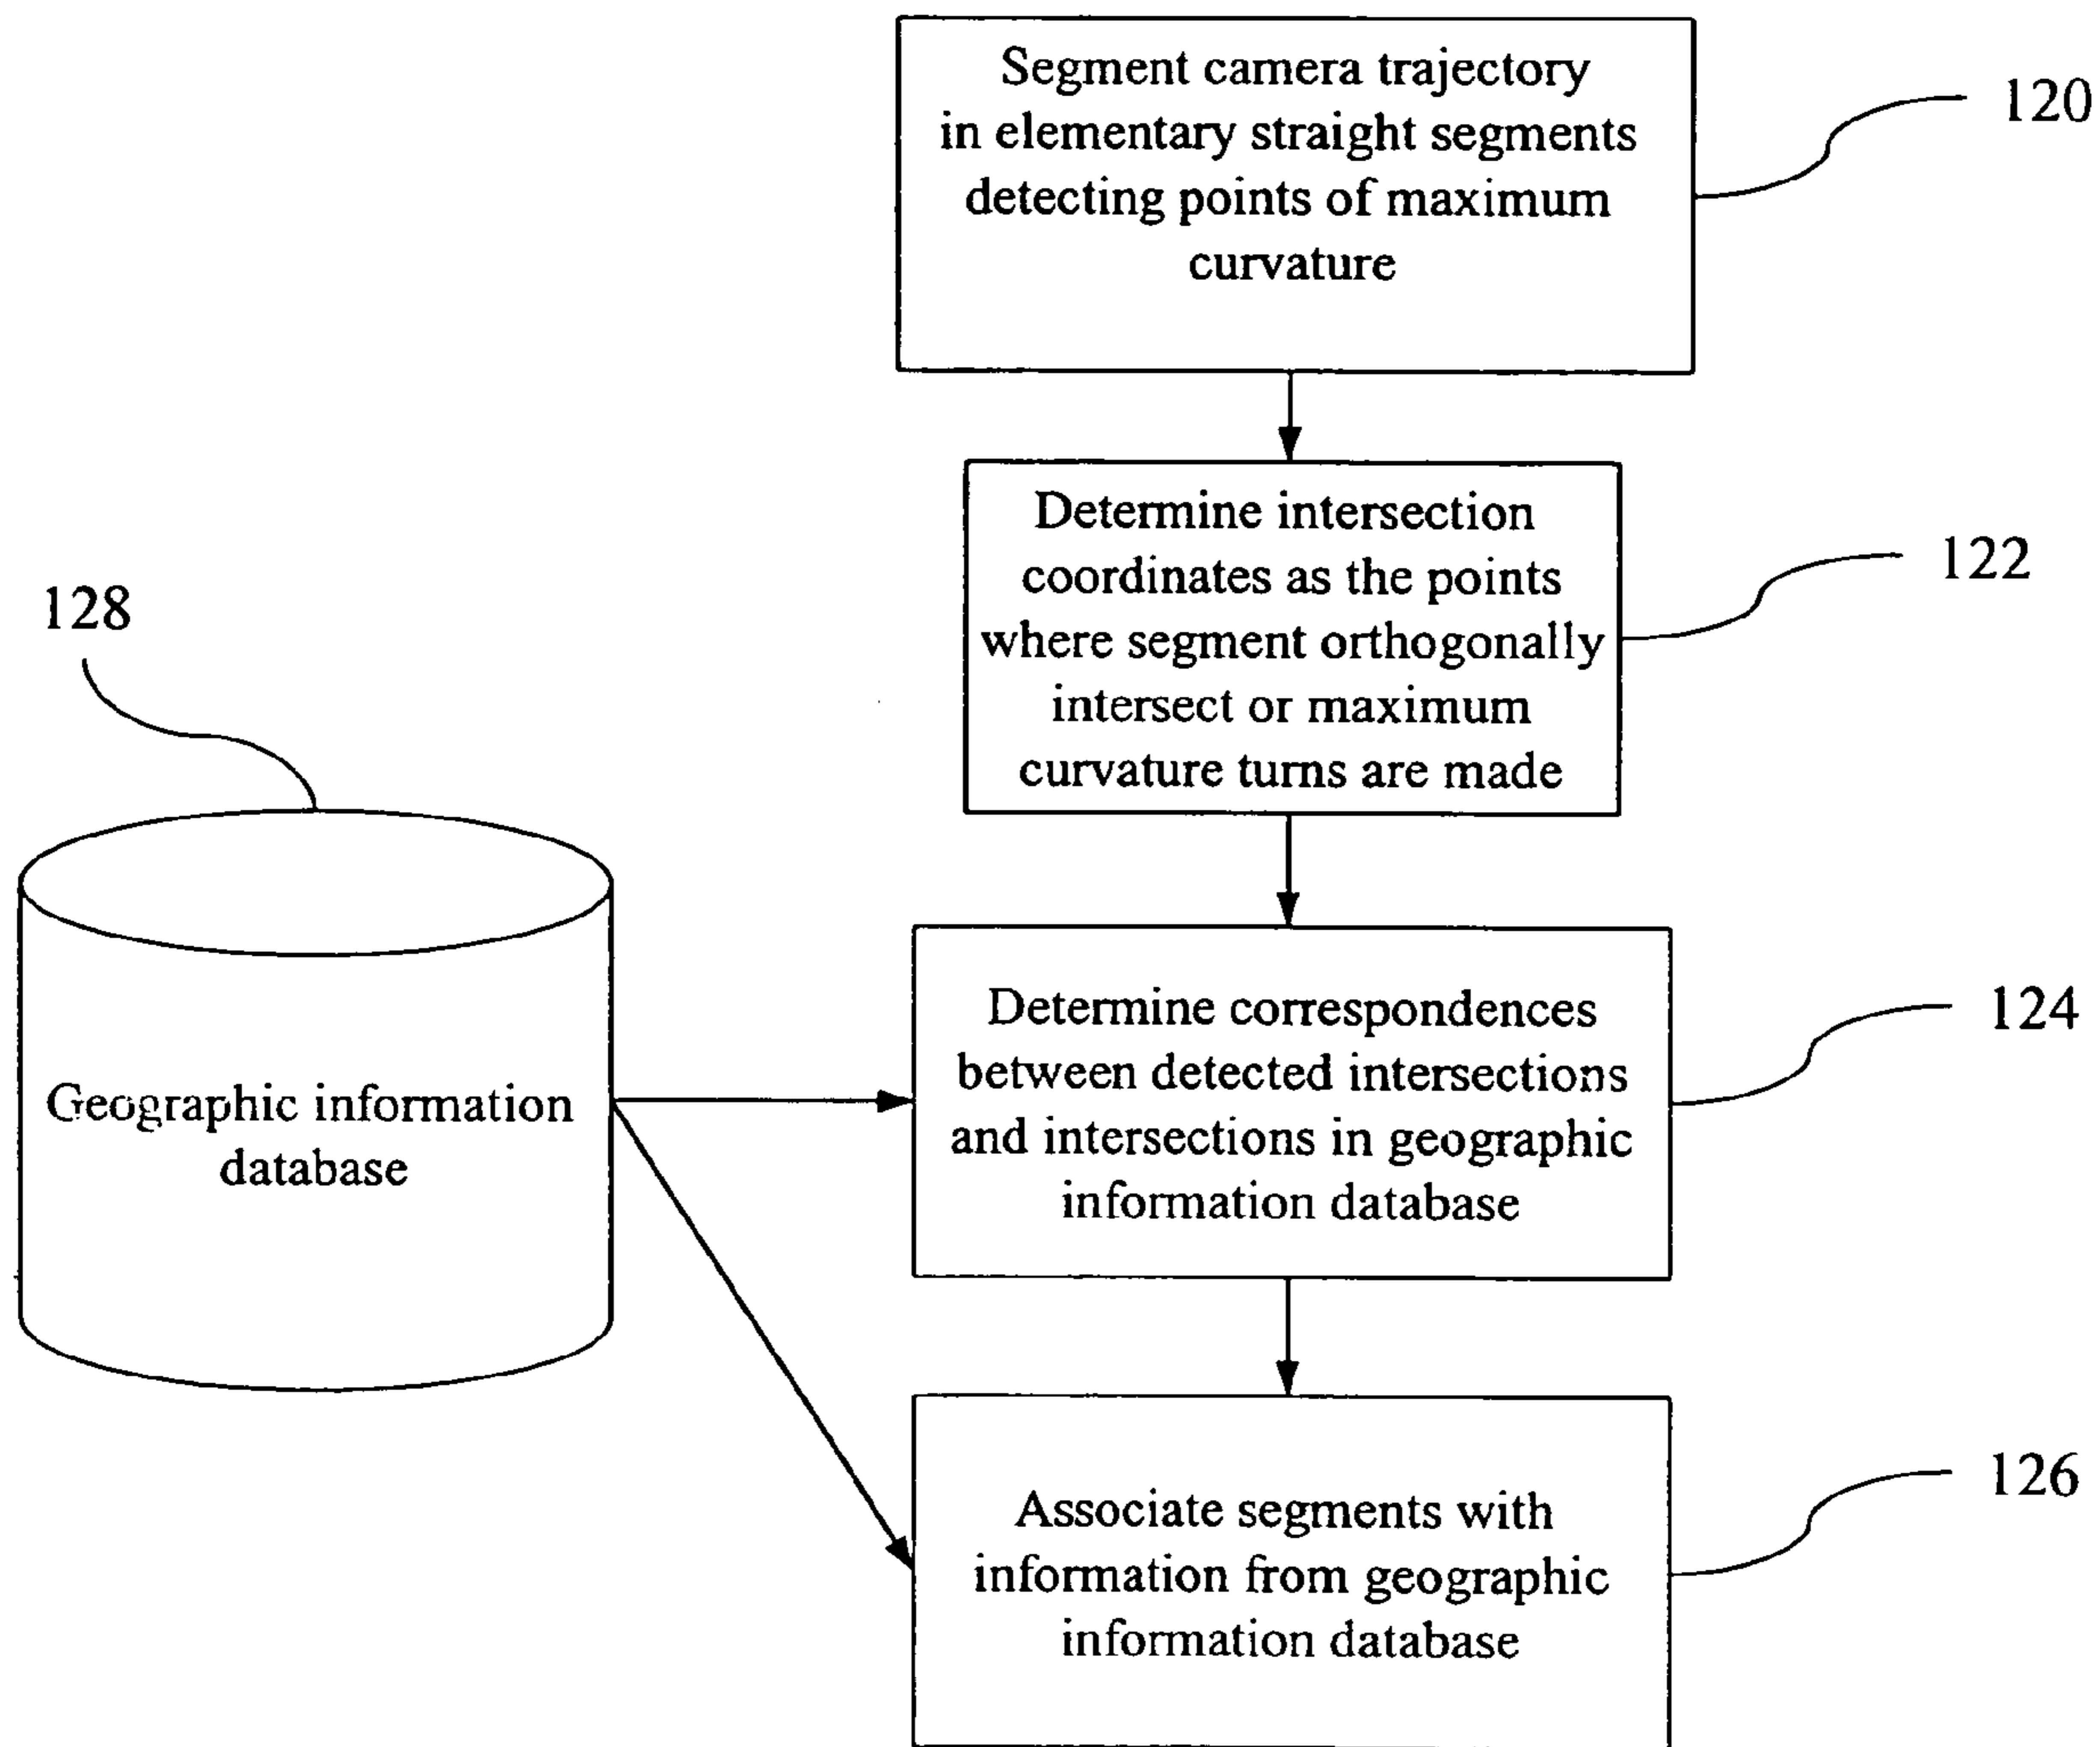 Segment camera trajectory
in elementary straight segments
detecting points of maximum
curvature
120
Determine intersection
coordinates as the points
where segment orthogonally
intersect or maximum
curvature turns are made
122
128
Geographic information
database
Determine correspondences
between detected intersections
and intersections in geographic
information database
124
Associate segments with
information from geographic
information database
126